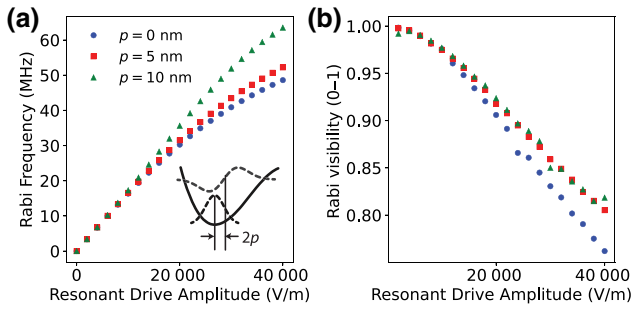 (a)
p = 0 nm
p = 5 nm
p = 10 nm
2p
Rabi Frequency (MHz)
60
50
40
30
20
10
0
0
20 000
40 000
Resonant Drive Amplitude (V/m)
(b)
Rabi visibility (0–1)
1.00
0.95
0.90
0.85
0.80
20 000
40 000
Resonant Drive Amplitude (V/m)